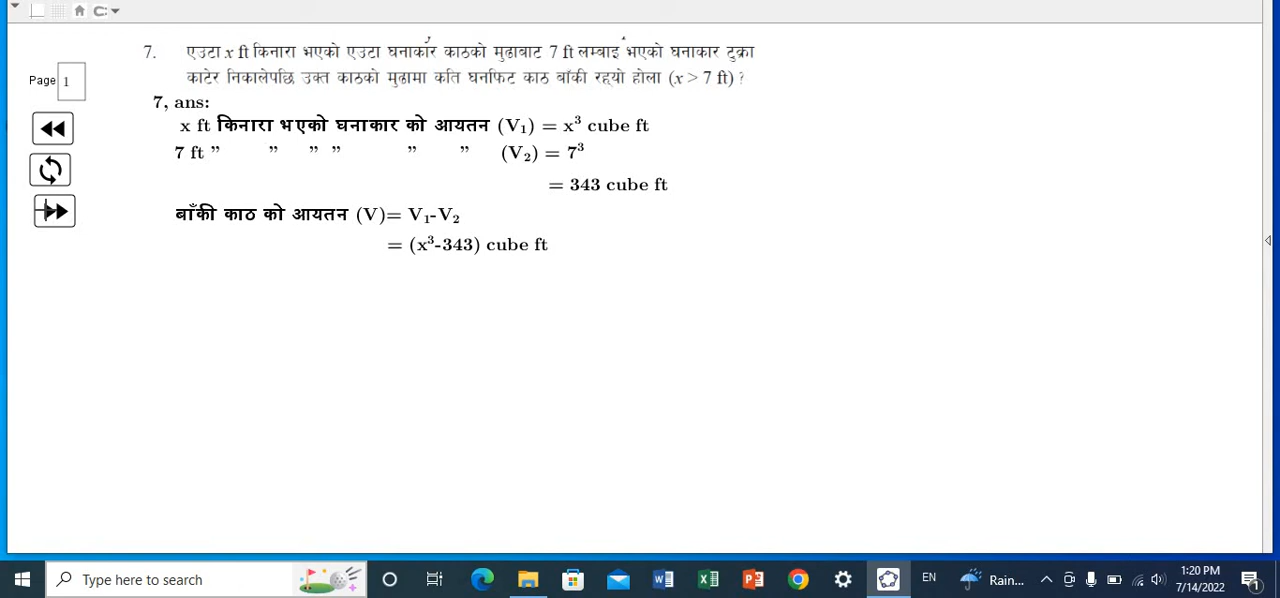 7. एउटा x ft किनारा भएको एउटा घनाकार काठको मुढाबाट 7 ft लम्बाई भएको घनाकार टुक्रा
काटेर निकालेपछि उक्त काठको मुढामा कति घनफिट काठ बाँकी रह्यो होला (x > 7 ft) ?
Page 1
7, ans:
x ft किनारा भएको घनाकार को आयतन (V₁) = x³ cube ft
7 ft ” ” ” ” ” ” (V₂) = 7³
= 343 cube ft
बाँकी काठ को आयतन (V)= V₁-V₂
= (x³-343) cube ft
Type here to search
EN
Rain...
1:20 PM
7/14/2022
1